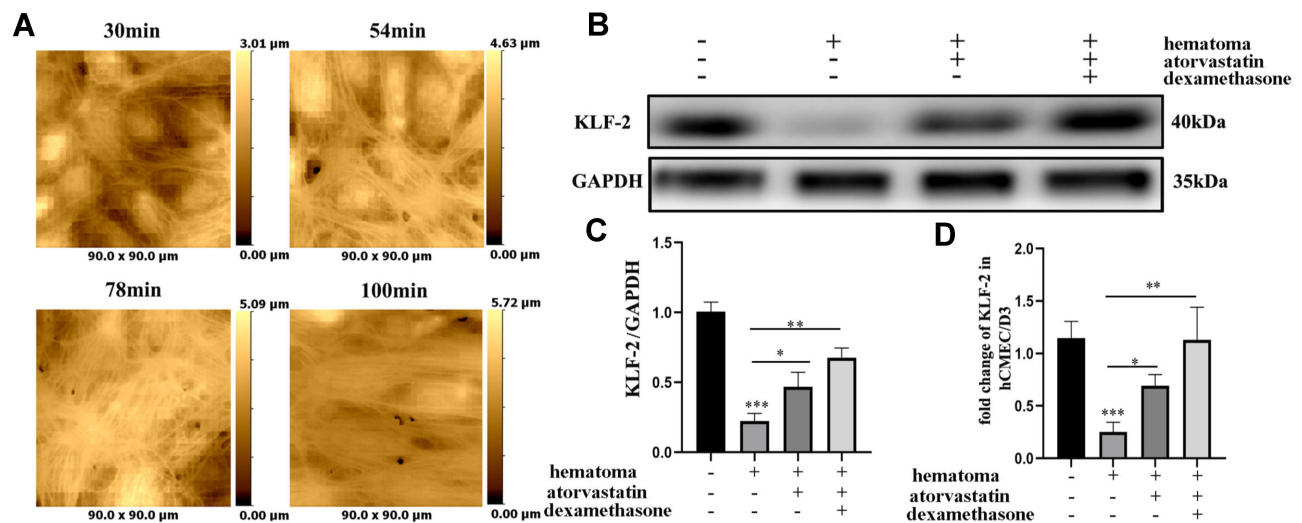 A
30min
3.01 µm
0.00 µm
90.0 x 90.0 µm
54min
4.63 µm
0.00 µm
90.0 x 90.0 µm
78min
5.09 µm
0.00 µm
90.0 x 90.0 µm
100min
5.72 µm
0.00 µm
90.0 x 90.0 µm
B
- + + + hematoma
- - + + atorvastatin
- - - + dexamethasone
KLF-2 40kDa
GAPDH 35kDa
C
KLF-2/GAPDH
1.5
1.0
0.5
0.0
**
*
***
hematoma - + + +
atorvastatin - - + +
dexamethasone - - - +
D
fold change of KLF-2 in
hCMEC/D3
2.0
1.5
1.0
0.5
0.0
**
*
***
hematoma - + + +
atorvastatin - - + +
dexamethasone - - - +